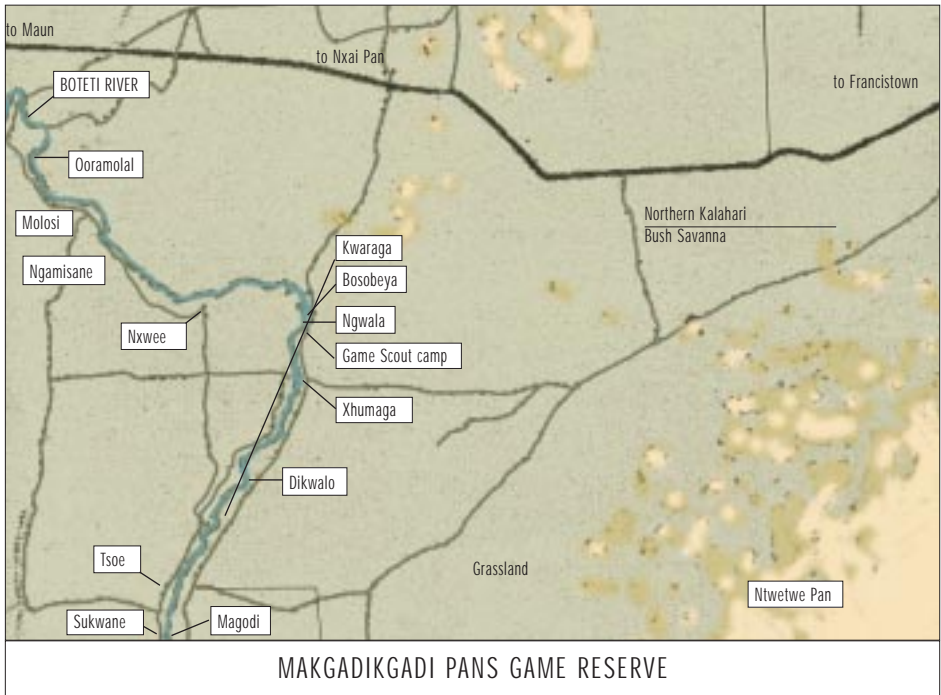 to Maun
to Nxai Pan
to Francistown
BOTETI RIVER
Ooramolal
Molosi
Northern Kalahari
Bush Savanna
Kwaraga
Ngamisane
Bosobeya
Ngwala
Nxwee
Game Scout camp
Xhumaga
Dikwalo
Tsoe
Grassland
Ntwetwe Pan
Sukwane
Magodi
MAKGADIKGADI PANS GAME RESERVE